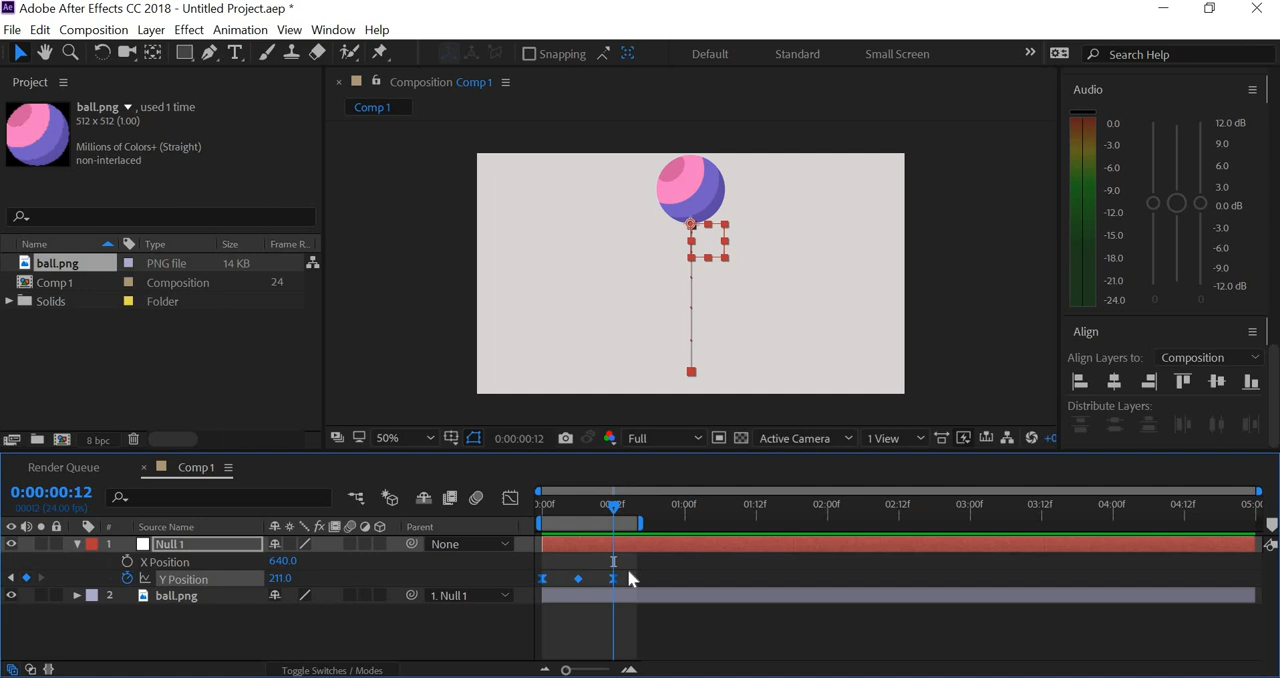 Adobe After Effects CC 2018 - Untitled Project.aep *
File Edit Composition Layer Effect Animation View Window Help
Snapping Default Standard Small Screen Search Help
Project
ball.png , used 1 time
512 x 512 (1.00)
Millions of Colors+ (Straight)
non-interlaced
Name Type Size Frame R...
ball.png PNG file 14 KB
Comp 1 Composition 24
Solids Folder
8 bpc
Composition Comp 1
Comp 1
50% 0:00:00:12 Full Active Camera 1 View +0
Audio
0.0 12.0 dB
-3.0 9.0
-6.0 6.0
-9.0 3.0
-12.0 0.0 dB
-15.0 -3.0
-18.0 -6.0
-21.0 -9.0
-24.0 0 0 -12.0 dB
Align
Align Layers to: Composition
Distribute Layers:
Render Queue Comp 1
0:00:00:12
00012 (24.00 fps)
01:00f 01:12f 02:00f 02:12f 03:00f 03:12f 04:00f 04:12f
# Source Name Parent
1 Null 1 None
X Position 640.0
Y Position 211.0
2 ball.png 1. Null 1
Toggle Switches / Modes